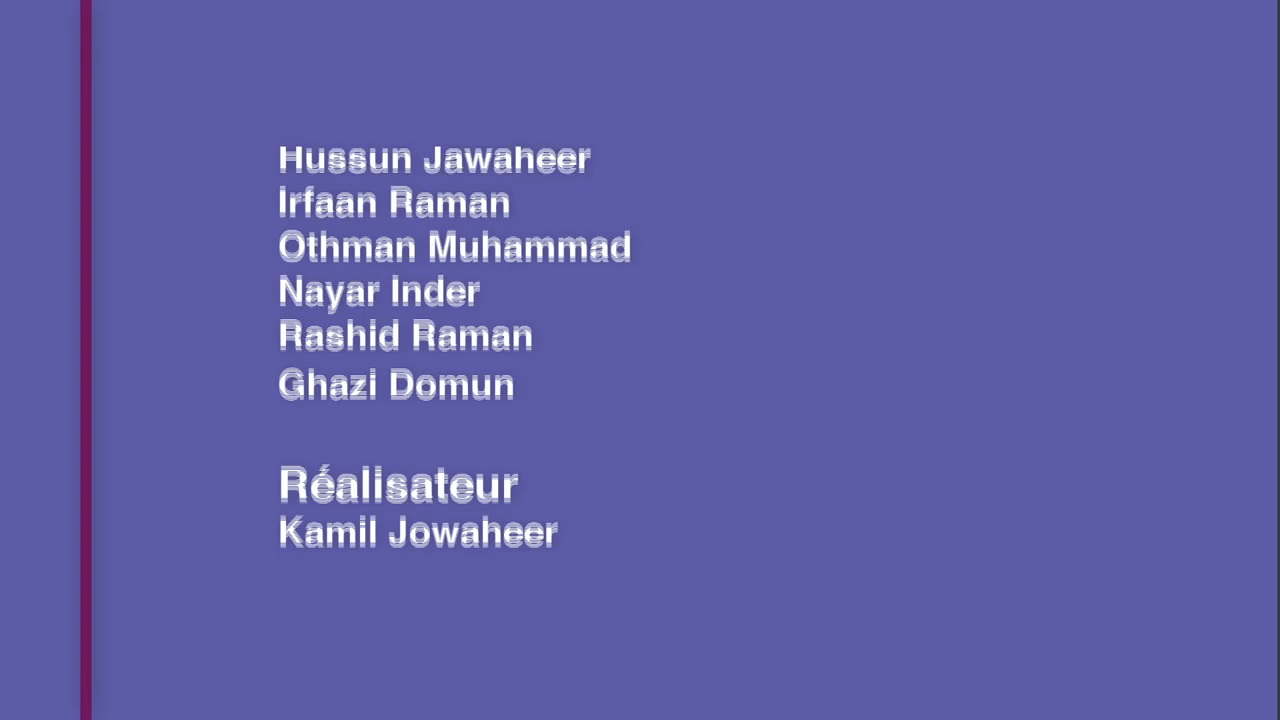 Hussun Jawaheer
Irfaan Raman
Othman Muhammad
Nayar Inder
Rashid Raman
Ghazi Domun
Réalisateur
Kamil Jowaheer